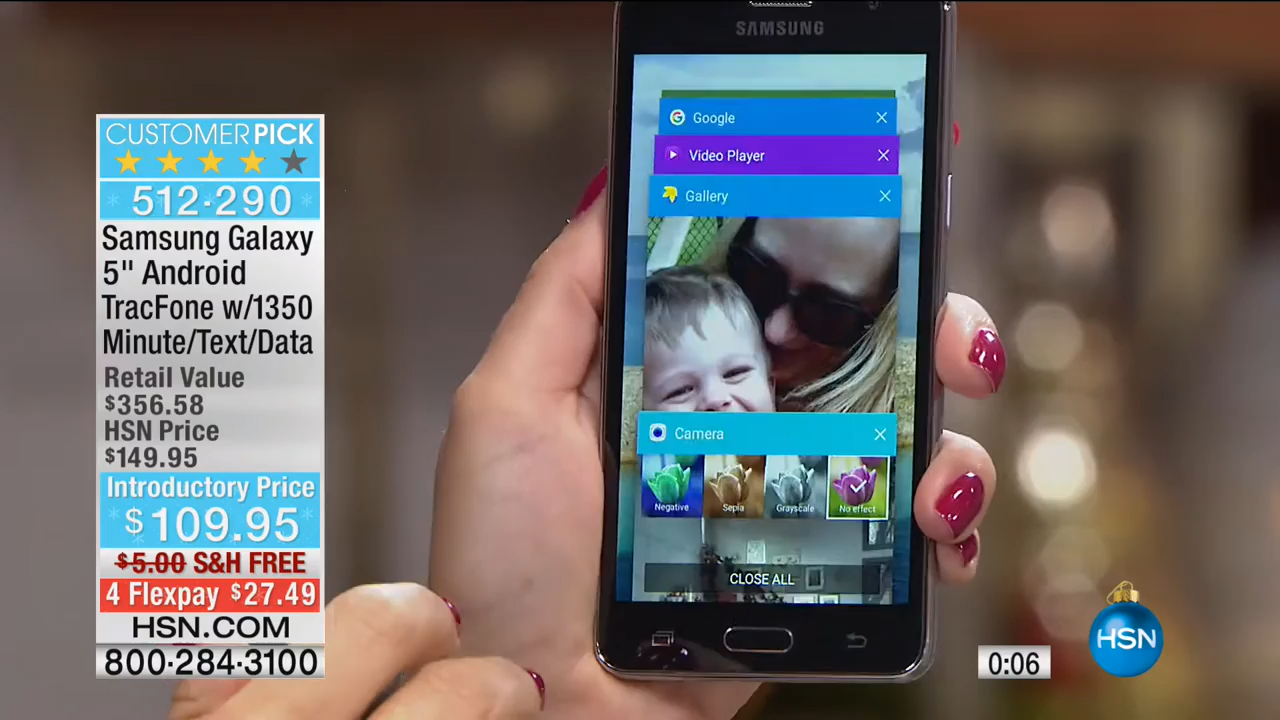 CUSTOMER PICK
512-290
Samsung Galaxy
5" Android
TracFone w/1350
Minute/Text/Data
Retail Value
$356.58
HSN Price
$149.95
Introductory Price
$109.95
$5.00 S&H FREE
4 Flexpay $27.49
HSN.COM
800-284-3100
SAMSUNG
Google
Video Player
Gallery
Camera
Negative
Sepia
Grayscale
No effect
CLOSE ALL
0:06
HSN